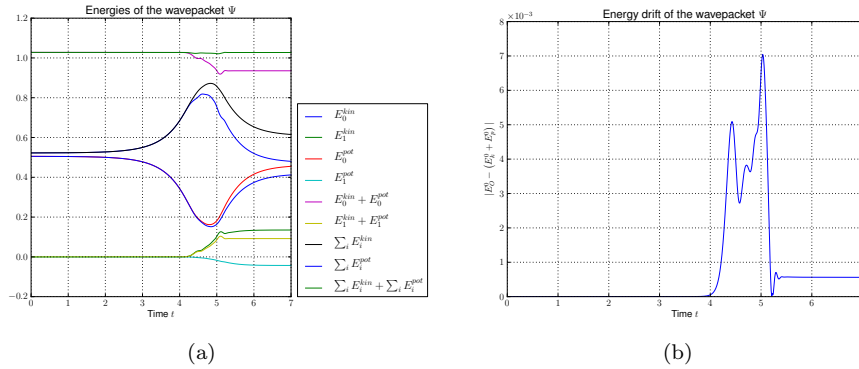 Energies of the wavepacket Ψ
1.2
1.0
0.8
0.6
0.4
0.2
0.0
−0.2
0 1 2 3 4 5 6 7
Time t
E_0^{kin}
E_1^{kin}
E_0^{pot}
E_1^{pot}
E_0^{kin} + E_0^{pot}
E_1^{kin} + E_1^{pot}
∑_i E_i^{kin}
∑_i E_i^{pot}
∑_i E_i^{kin} + ∑_i E_i^{pot}
(a)
Energy drift of the wavepacket Ψ
×10^{−3}
8
7
6
5
4
3
2
1
0
0 1 2 3 4 5 6
Time t
(b)